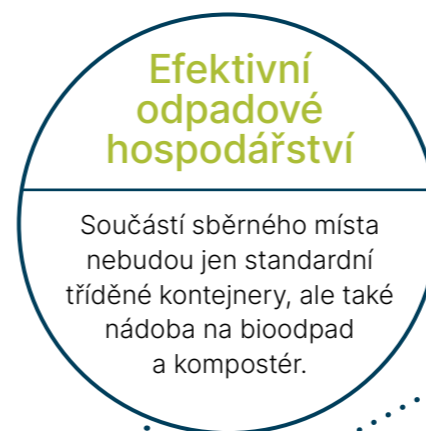 Efektivní
odpadové
hospodářství
Součástí sběrného místa
nebudou jen standardní
tříděné kontejnery, ale také
nádoba na bioodpad
a kompostér.